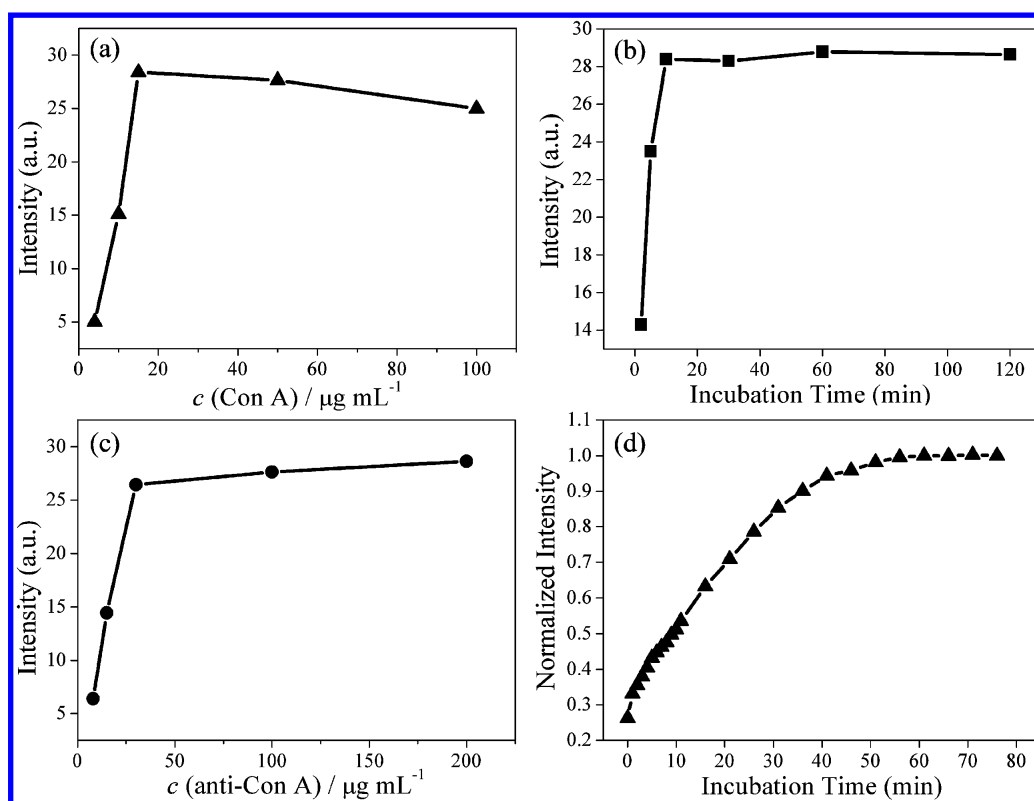 (a)
30
25
20
15
10
5
Intensity (a.u.)
0 20 40 60 80 100
c (Con A) / μg mL⁻¹
(b)
30
28
26
24
22
20
18
16
14
Intensity (a.u.)
0 20 40 60 80 100 120
Incubation Time (min)
(c)
30
25
20
15
10
5
Intensity (a.u.)
0 50 100 150 200
c (anti-Con A) / μg mL⁻¹
(d)
1.1
1.0
0.9
0.8
0.7
0.6
0.5
0.4
0.3
0.2
Normalized Intensity
0 10 20 30 40 50 60 70 80
Incubation Time (min)